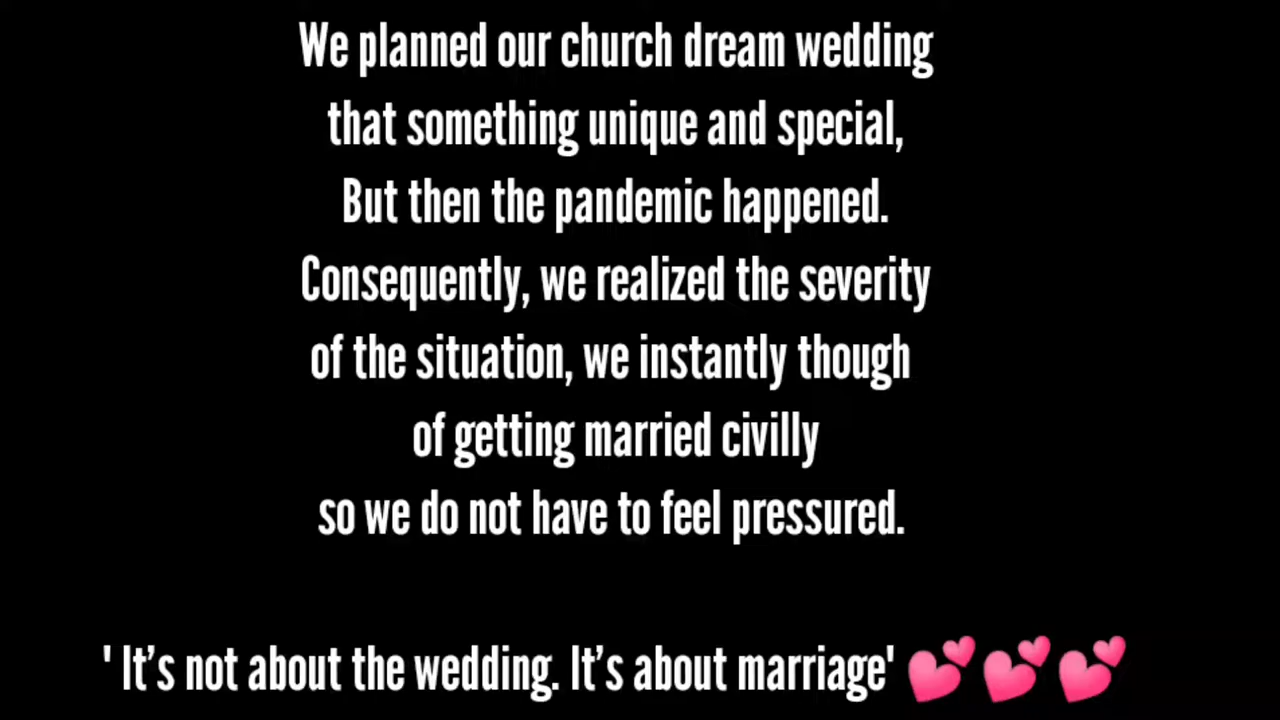 We planned our church dream wedding
that something unique and special,
But then the pandemic happened.
Consequently, we realized the severity
of the situation, we instantly though
of getting married civilly
so we do not have to feel pressured.
' It’s not about the wedding. It’s about marriage' 💕💕💕